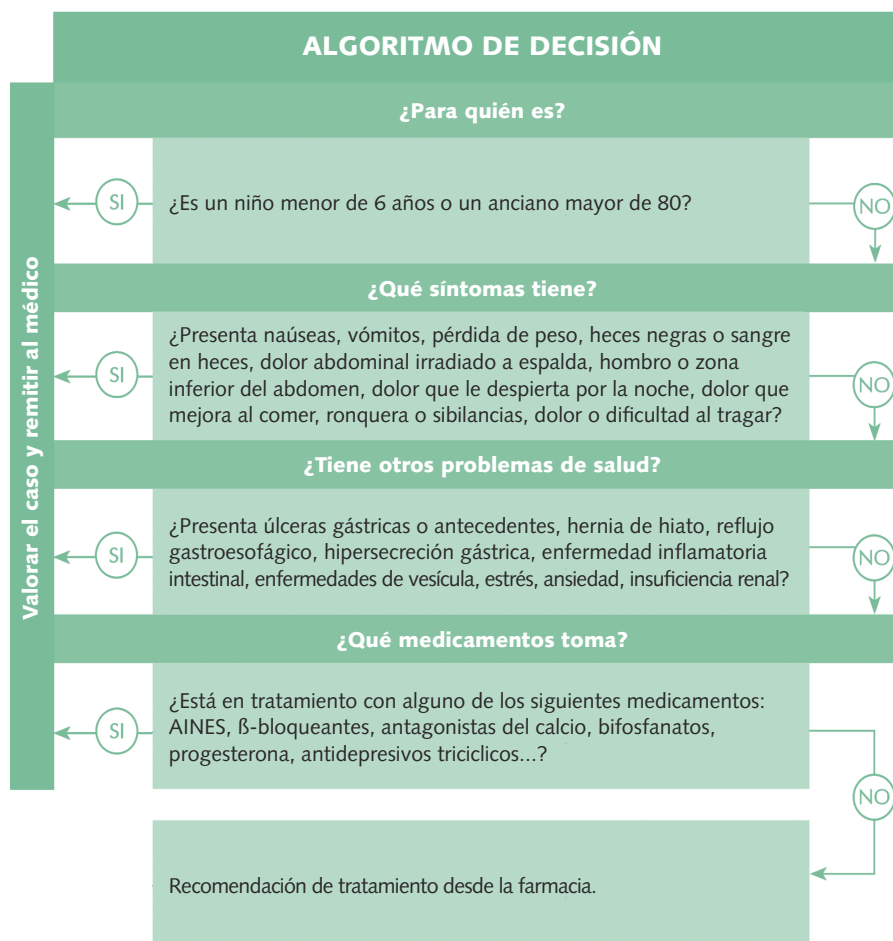 ALGORITMO DE DECISIÓN
Valorar el caso y remitir al médico
¿Para quién es?
SI
¿Es un niño menor de 6 años o un anciano mayor de 80?
NO
¿Qué síntomas tiene?
¿Presenta naúseas, vómitos, pérdida de peso, heces negras o sangre
en heces, dolor abdominal irradiado a espalda, hombro o zona
SI
inferior del abdomen, dolor que le despierta por la noche, dolor que
NO
mejora al comer, ronquera o sibilancias, dolor o dificultad al tragar?
¿Tiene otros problemas de salud?
¿Presenta úlceras gástricas o antecedentes, hernia de hiato, reflujo
SI
gastroesofágico, hipersecreción gástrica, enfermedad inflamatoria
NO
intestinal, enfermedades de vesícula, estrés, ansiedad, insuficiencia renal?
¿Qué medicamentos toma?
¿Está en tratamiento con alguno de los siguientes medicamentos:
SI
AINES, ß-bloqueantes, antagonistas del calcio, bifosfanatos,
progesterona, antidepresivos triciclicos...?
NO
Recomendación de tratamiento desde la farmacia.